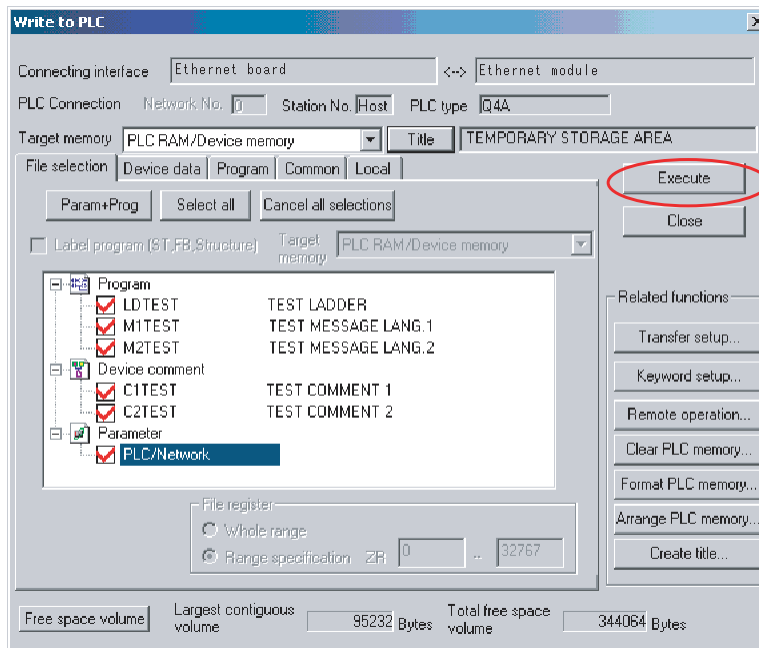 Write to PLC
Connecting interface Ethernet board <--> Ethernet module
PLC Connection Network No. 0 Station No. Host PLC type Q4A
Target memory PLC RAM/Device memory Title TEMPORARY STORAGE AREA
File selection Device data Program Common Local
Execute
Param+Prog Select all Cancel all selections
Close
Label program (ST,FB,Structure) Target memory PLC RAM/Device memory
Program
LDTEST TEST LADDER
M1TEST TEST MESSAGE LANG.1
M2TEST TEST MESSAGE LANG.2
Device comment
C1TEST TEST COMMENT 1
C2TEST TEST COMMENT 2
Parameter
PLC/Network
File register
Whole range
Range specification ZR 0 .. 32767
Related functions
Transfer setup...
Keyword setup...
Remote operation...
Clear PLC memory...
Format PLC memory...
Arrange PLC memory...
Create title...
Free space volume Largest contiguous volume 95232 Bytes Total free space volume 344064 Bytes